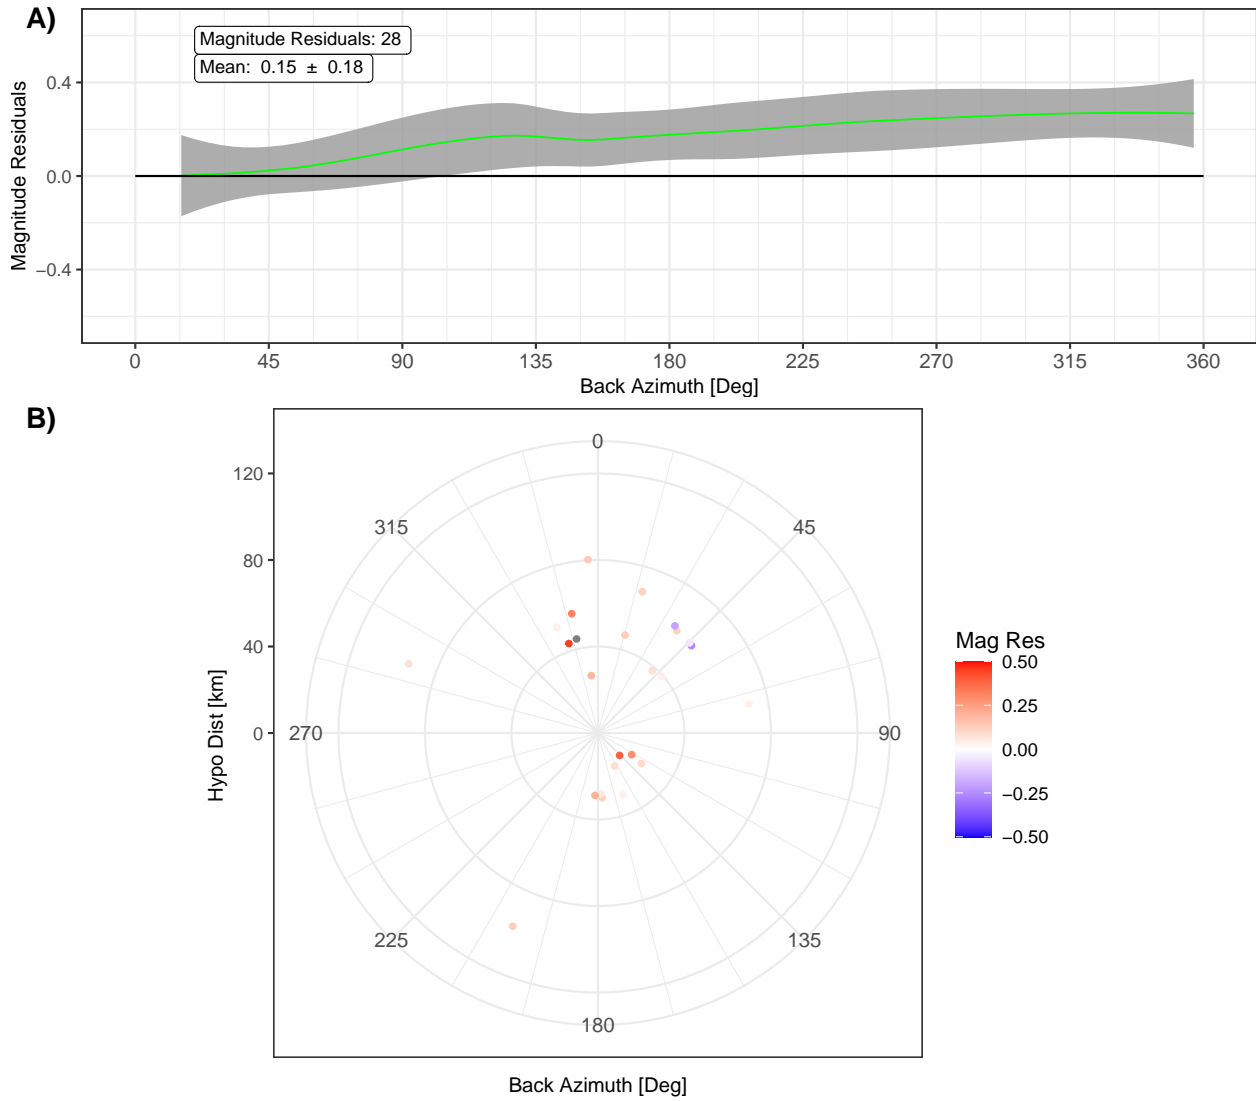 A)
Magnitude Residuals: 28
Mean: 0.15 ± 0.18
Magnitude Residuals
0.4
0.0
−0.4
0 45 90 135 180 225 270 315 360
Back Azimuth [Deg]
B)
Hypo Dist [km]
120
80
40
0
0
45
90
135
180
225
270
315
Back Azimuth [Deg]
Mag Res
0.50
0.25
0.00
−0.25
−0.50